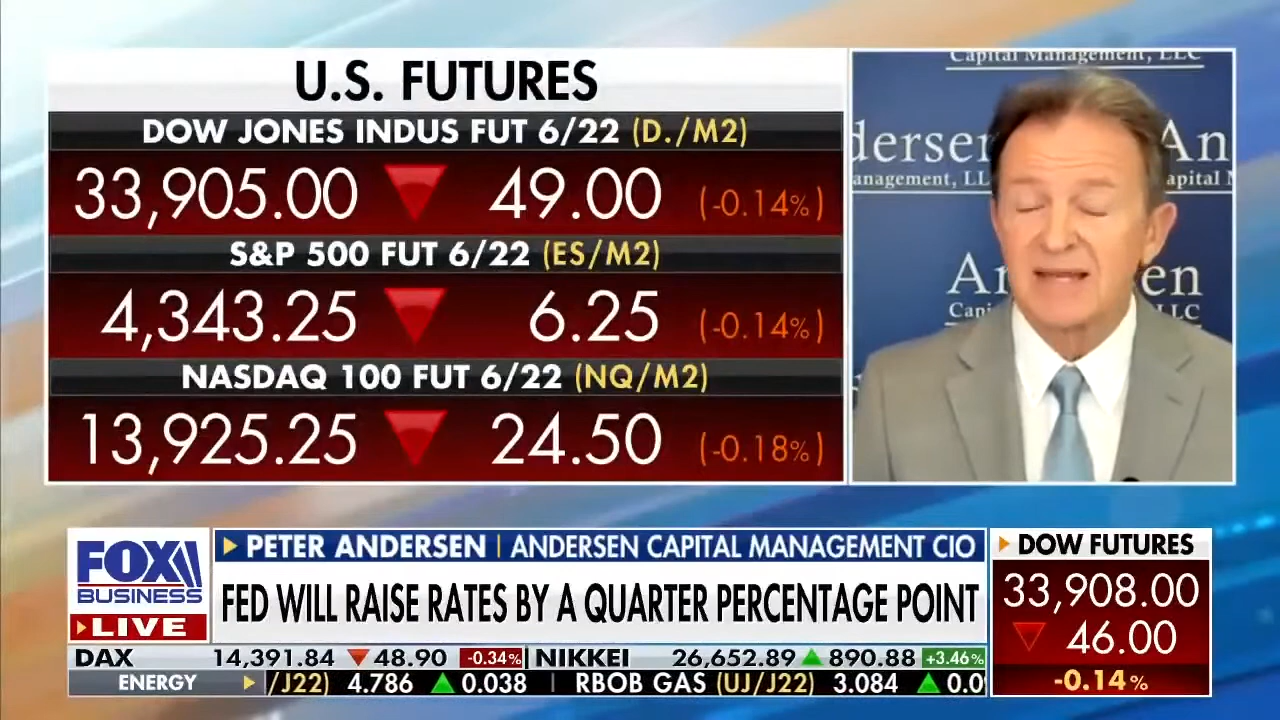 U.S. FUTURES
DOW JONES INDUS FUT 6/22 (D./M2)
33,905.00 ▼ 49.00 (-0.14%)
S&P 500 FUT 6/22 (ES/M2)
4,343.25 ▼ 6.25 (-0.14%)
NASDAQ 100 FUT 6/22 (NQ/M2)
13,925.25 ▼ 24.50 (-0.18%)
Capital Management, LLC
dersen An
anagement, LL apital M
An en
Capi LLC
FOX
BUSINESS
LIVE
PETER ANDERSEN | ANDERSEN CAPITAL MANAGEMENT CIO
FED WILL RAISE RATES BY A QUARTER PERCENTAGE POINT
DOW FUTURES
33,908.00
▼ 46.00
-0.14%
DAX 14,391.84 ▼ 48.90 -0.34% NIKKEI 26,652.89 ▲ 890.88 +3.46%
ENERGY /J22) 4.786 ▲ 0.038 | RBOB GAS (UJ/J22) 3.084 ▲ 0.0